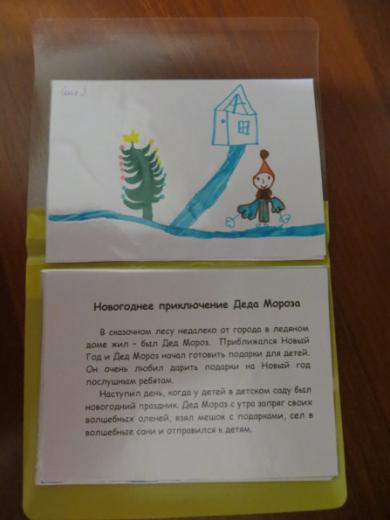 Новогоднее приключение Деда Мороза
В сказочном лесу недалеко от города в ледяном
доме жил – был Дед Мороз. Приближался Новый
Год и Дед Мороз начал готовить подарки для детей.
Он очень любил дарить подарки на Новый год
послушным ребятам.
Наступил день, когда у детей в детском саду был
новогодний праздник. Дед Мороз с утра запряг своих
волшебных оленей, взял мешок с подарками, сел в
волшебные сани и отправился к детям.